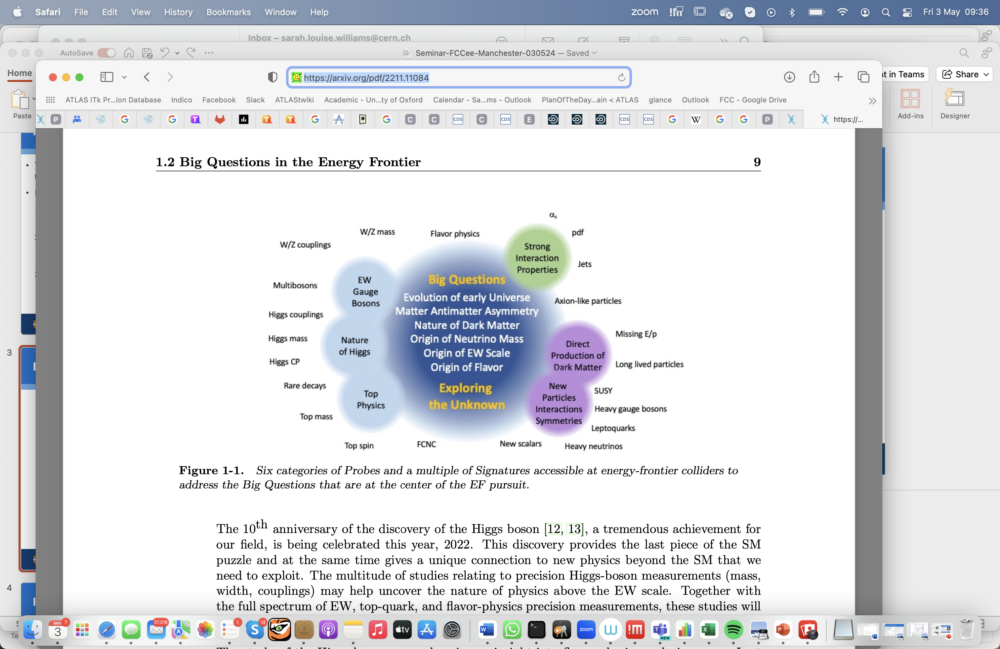 Safari File Edit View History Bookmarks Window Help zoom Fri 3 May 09:36
Inbox – sarah.louise.williams@cern.ch
AutoSave Seminar-FCCee-Manchester-030524 — Saved
Home
https://arxiv.org/pdf/2211.11084
t in Teams Share
ATLAS ITk Pr...ion Database Indico Facebook Slack ATLAStwiki Academic - Un...ty of Oxford Calendar - Sa...ms - Outlook PlanOfTheDay...ain < ATLAS glance Outlook FCC - Google Drive
Paste
Add-ins
Designer
https://...
1.2 Big Questions in the Energy Frontier 9
αs
W/Z mass
Flavor physics
pdf
W/Z couplings
Strong
Interaction
Properties
Jets
EW
Gauge
Bosons
Multibosons
Big Questions
Evolution of early Universe
Matter Antimatter Asymmetry
Nature of Dark Matter
Origin of Neutrino Mass
Origin of EW Scale
Origin of Flavor
Exploring
the Unknown
Axion-like particles
Higgs couplings
Higgs mass
Nature
of Higgs
Higgs CP
Direct
Production of
Dark Matter
Missing E/p
Long lived particles
Rare decays
Top
Physics
Top mass
New
Particles
Interactions
Symmetries
SUSY
Heavy gauge bosons
Leptoquarks
Top spin
FCNC
New scalars
Heavy neutrinos
Figure 1-1. Six categories of Probes and a multiple of Signatures accessible at energy-frontier colliders to
address the Big Questions that are at the center of the EF pursuit.
The 10th anniversary of the discovery of the Higgs boson [12, 13], a tremendous achievement for
our field, is being celebrated this year, 2022. This discovery provides the last piece of the SM
puzzle and at the same time gives a unique connection to new physics beyond the SM that we
need to exploit. The multitude of studies relating to precision Higgs-boson measurements (mass,
width, couplings) may help uncover the nature of physics above the EW scale. Together with
the full spectrum of EW, top-quark, and flavor-physics precision measurements, these studies will
3
4
MAY 3
7
37,316
1
14
tv
zoom
NEW